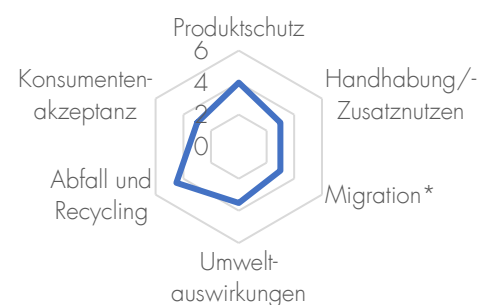 Produktschutz
6
4
2
0
Handhabung/-
Zusatznutzen
Migration*
Umwelt-
auswirkungen
Abfall und
Recycling
Konsumenten-
akzeptanz